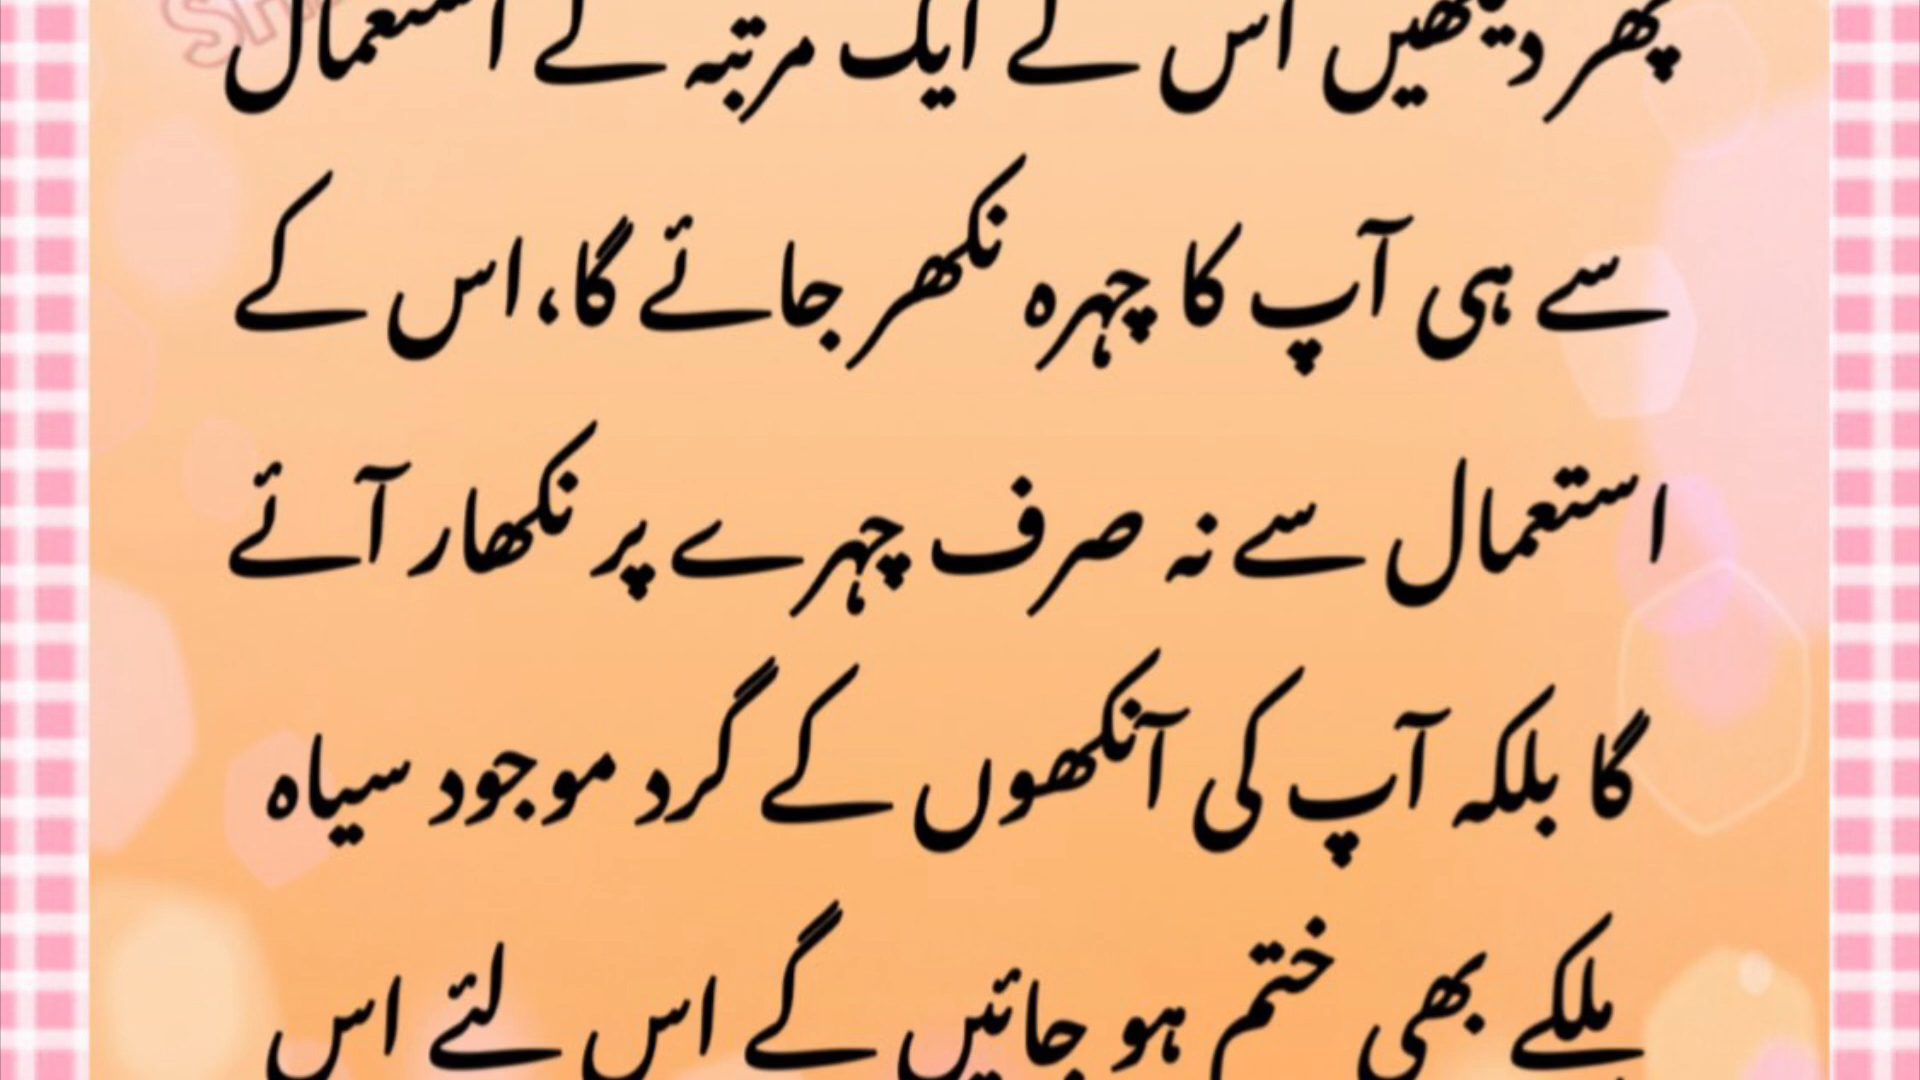 پھر دیکھیں اس کے ایک مرتبہ کے استعمال
سے ہی آپ کا چہرہ نکھر جائے گا، اس کے
استعمال سے نہ صرف چہرے پر نکھار آئے
گا بلکہ آپ کی آنکھوں کے گرد موجود سیاہ
ہلکے بھی ختم ہو جائیں گے اس لئے اس